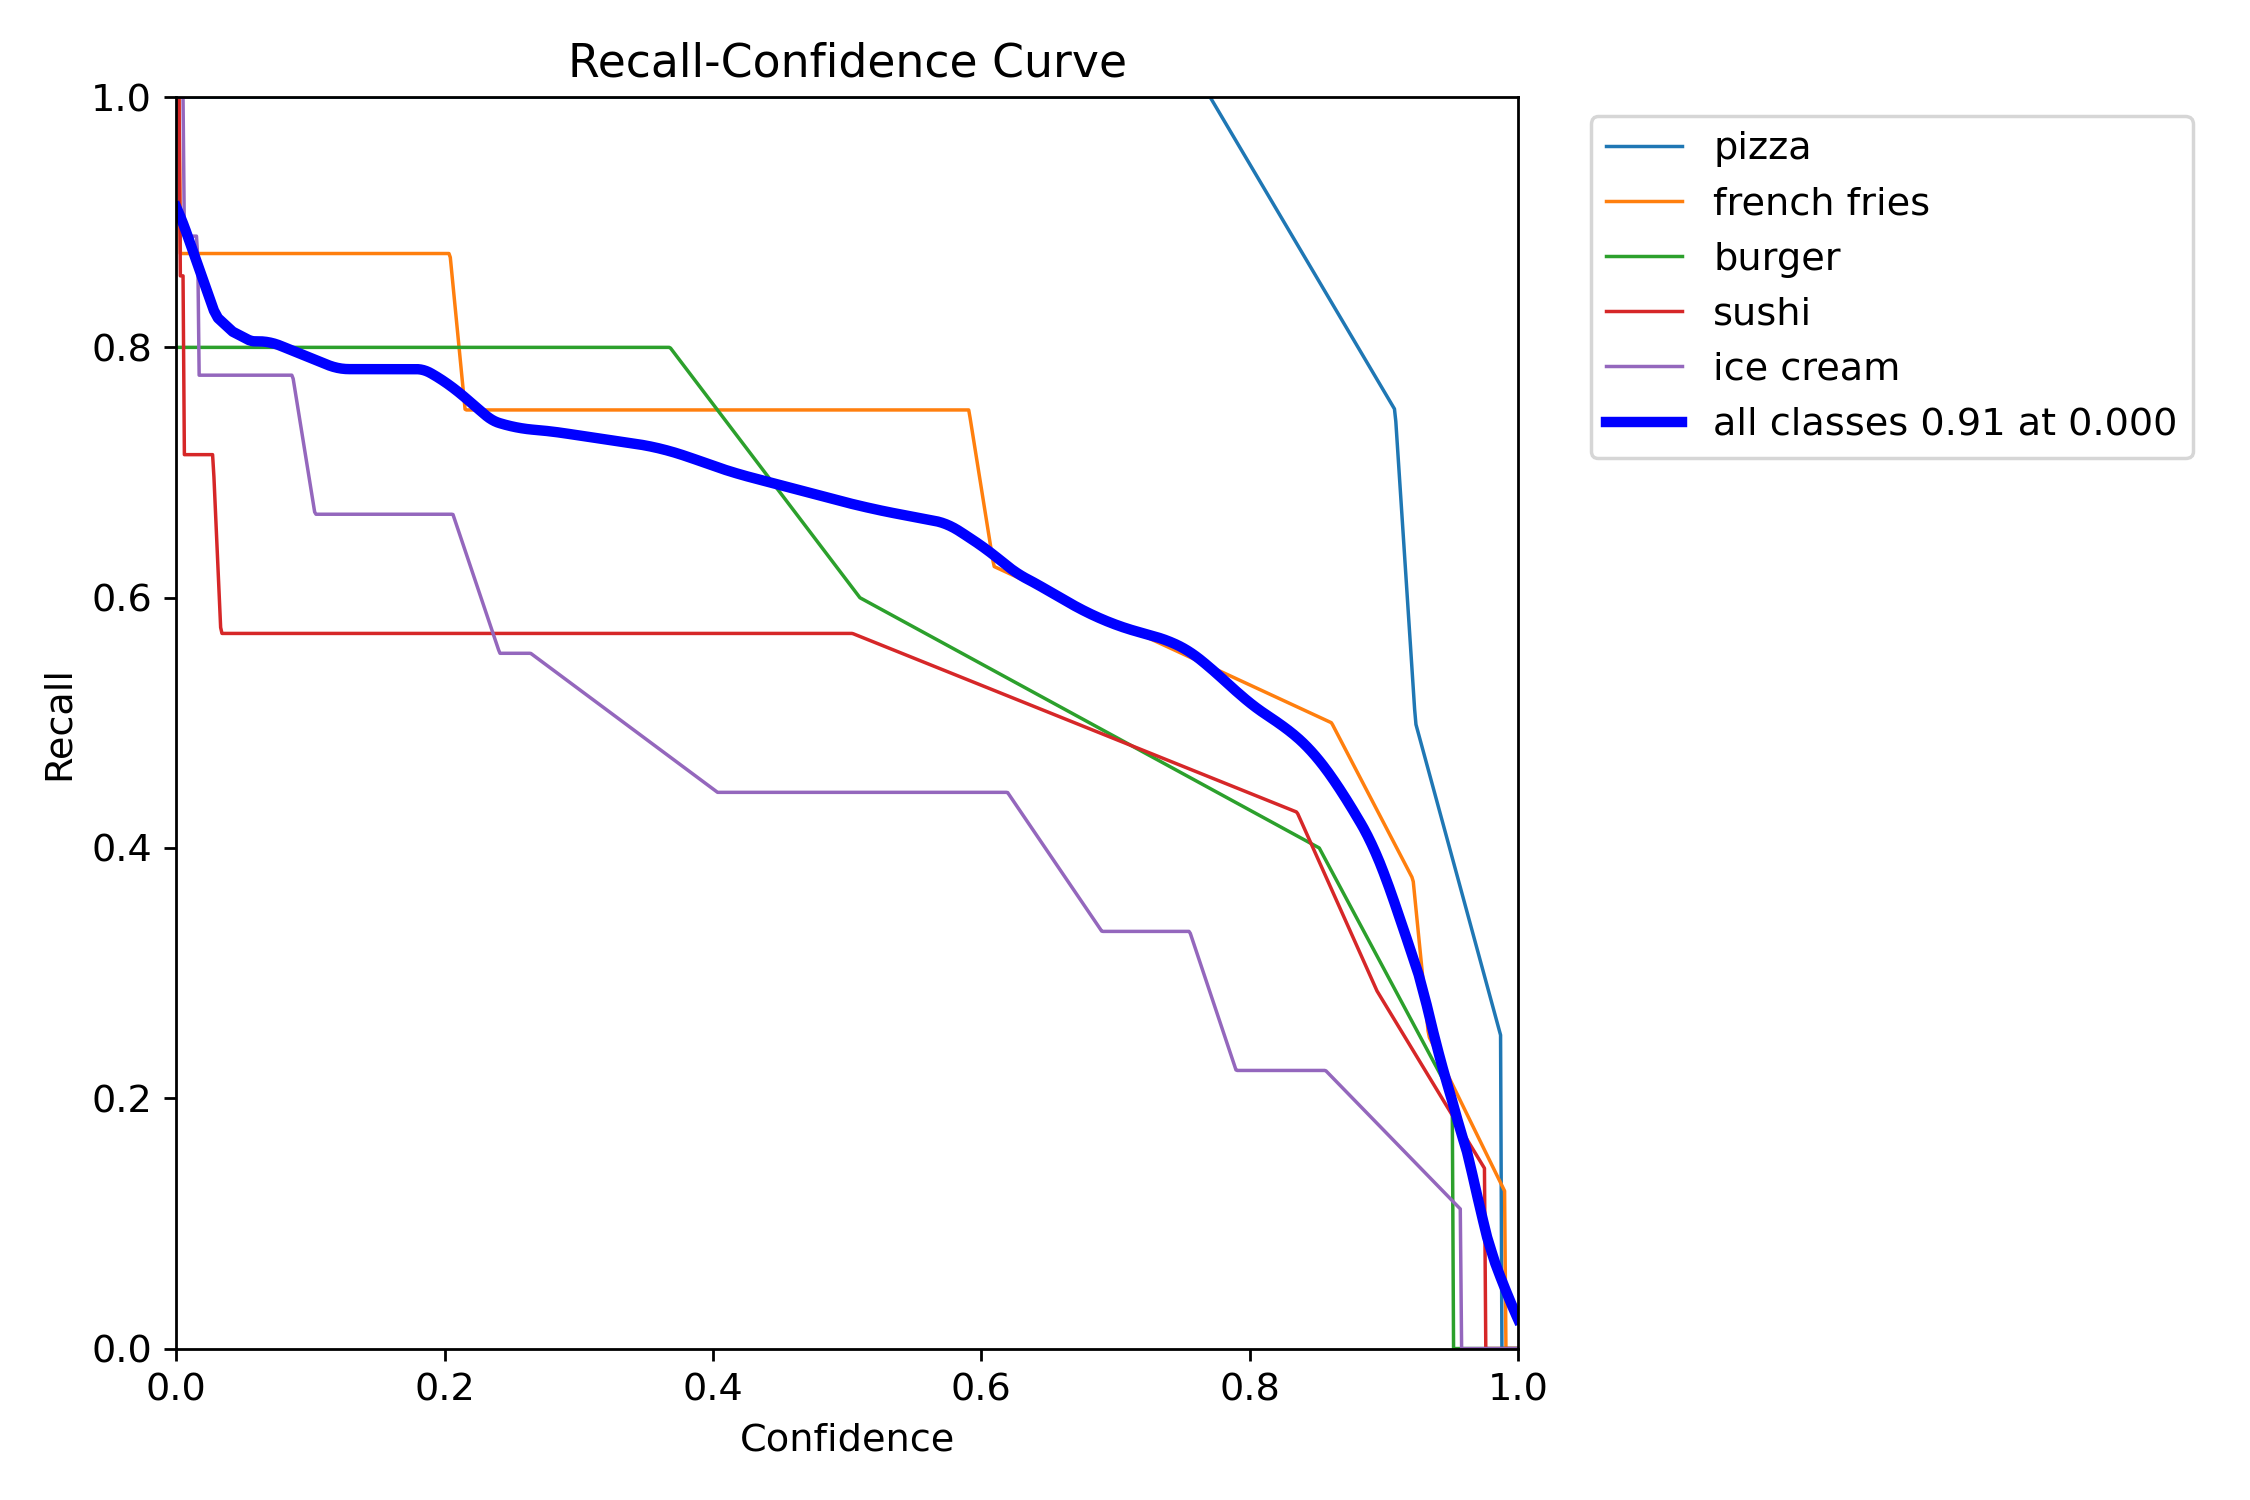 Recall-Confidence Curve
1.0
0.8
0.6
0.4
0.2
0.0
Recall
0.0 0.2 0.4 0.6 0.8 1.0
Confidence
pizza
french fries
burger
sushi
ice cream
all classes 0.91 at 0.000